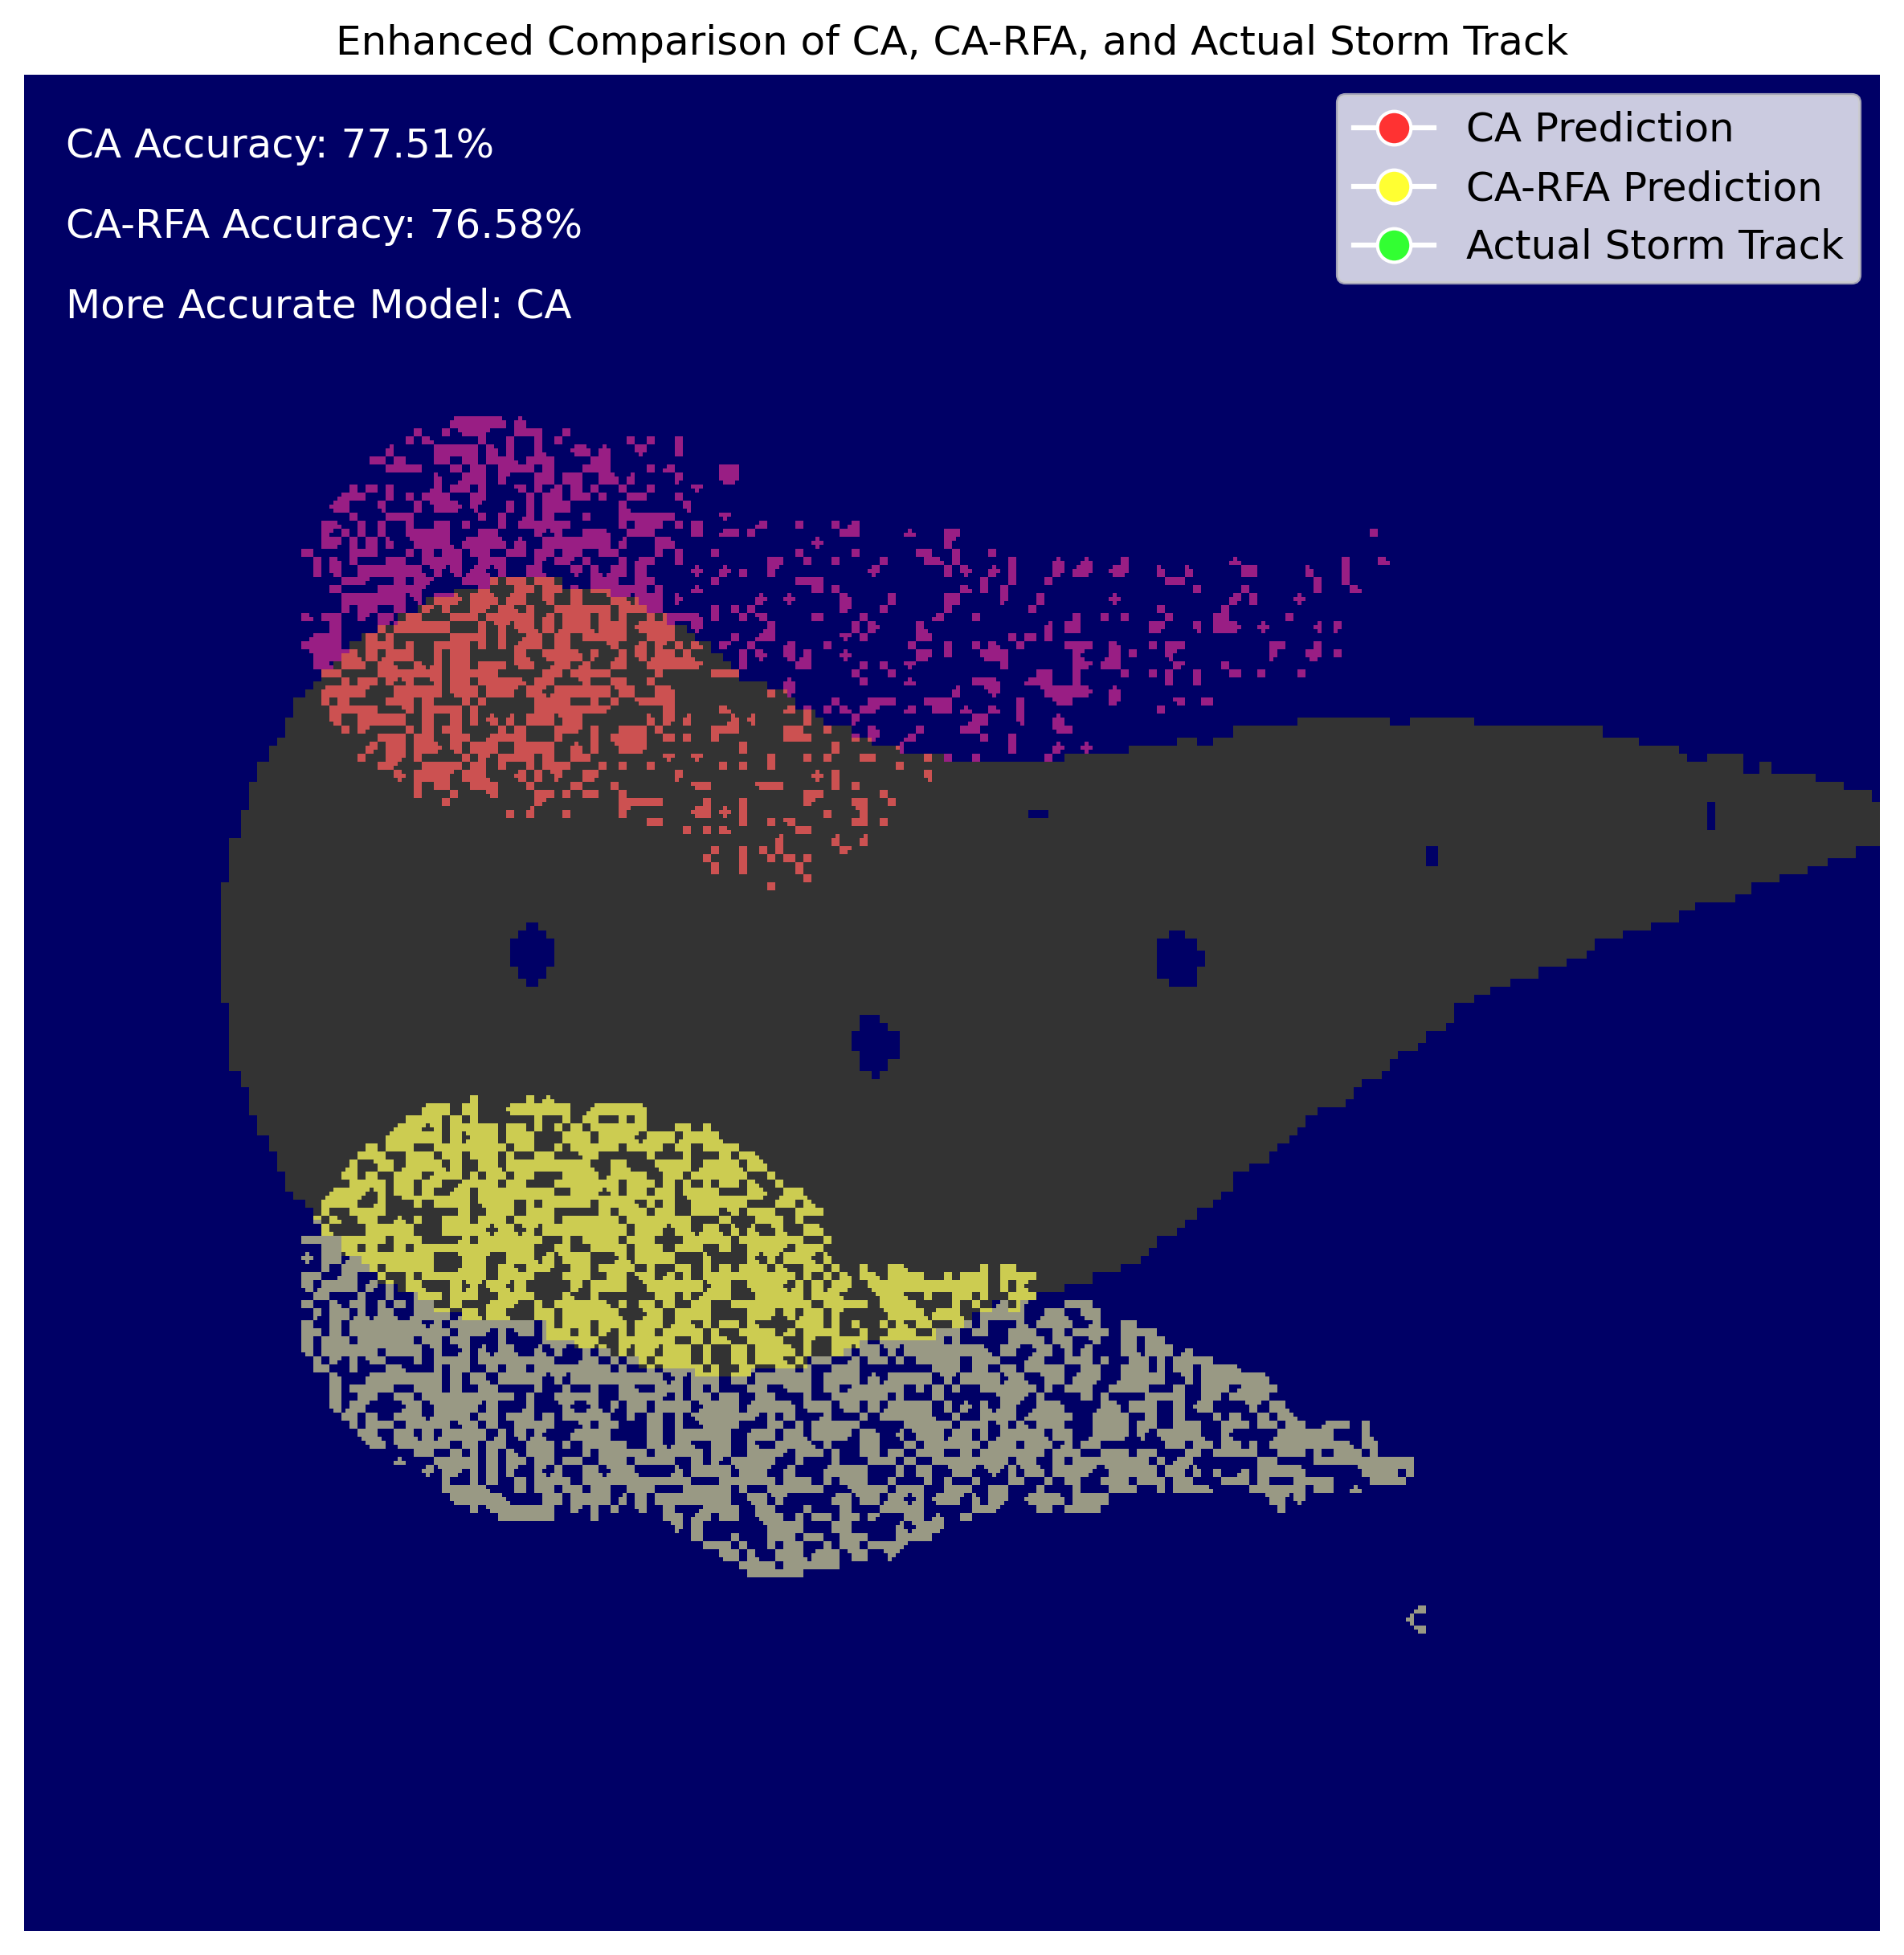 Enhanced Comparison of CA, CA-RFA, and Actual Storm Track
CA Accuracy: 77.51%
CA-RFA Accuracy: 76.58%
More Accurate Model: CA
CA Prediction
CA-RFA Prediction
Actual Storm Track